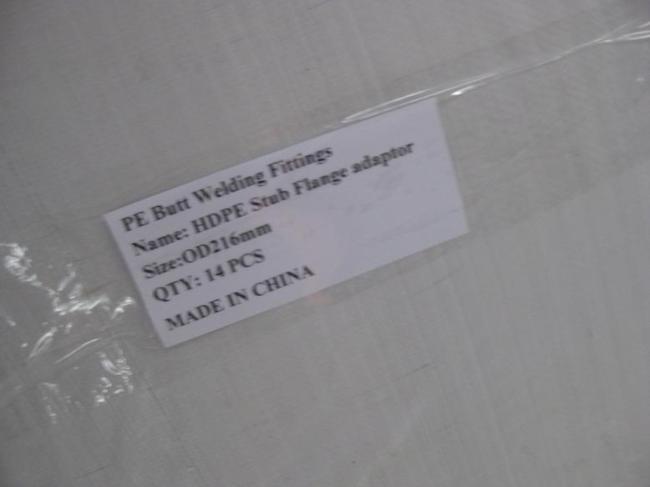 PE Butt Welding Fittings
Name: HDPE Stub Flange adaptor
Size:OD216mm
QTY: 14 PCS
MADE IN CHINA